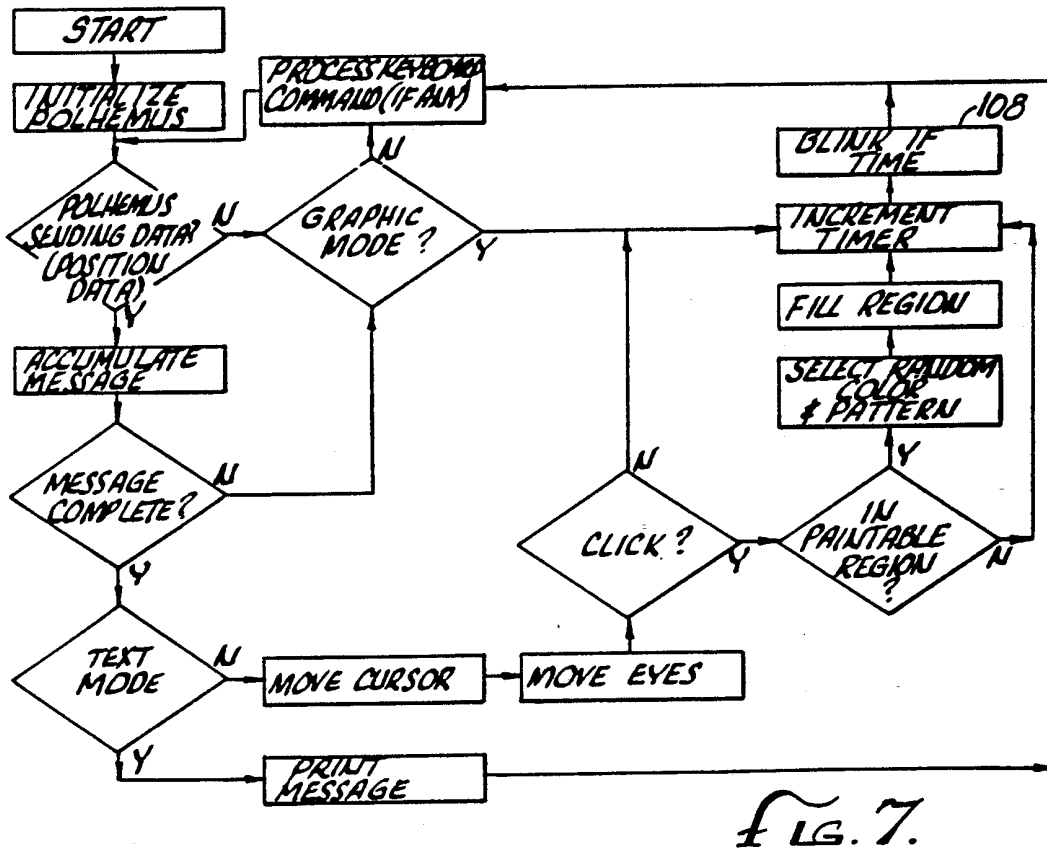 START
INITIALIZE
POLHEMUS
POLHEMUS
SENDING DATA?
(POSITION
DATA)
N
Y
ACCUMULATE
MESSAGE
MESSAGE
COMPLETE?
N
Y
TEXT
MODE
N
Y
PROCESS KEYBOARD
COMMAND (IF ANY)
N
GRAPHIC
MODE ?
Y
MOVE CURSOR
MOVE EYES
PRINT
MESSAGE
N
CLICK ?
Y
108
BLINK IF
TIME
INCREMENT
TIMER
FILL REGION
SELECT RANDOM
COLOR
& PATTERN
Y
IN
PAINTABLE
REGION
?
N
FIG. 7.